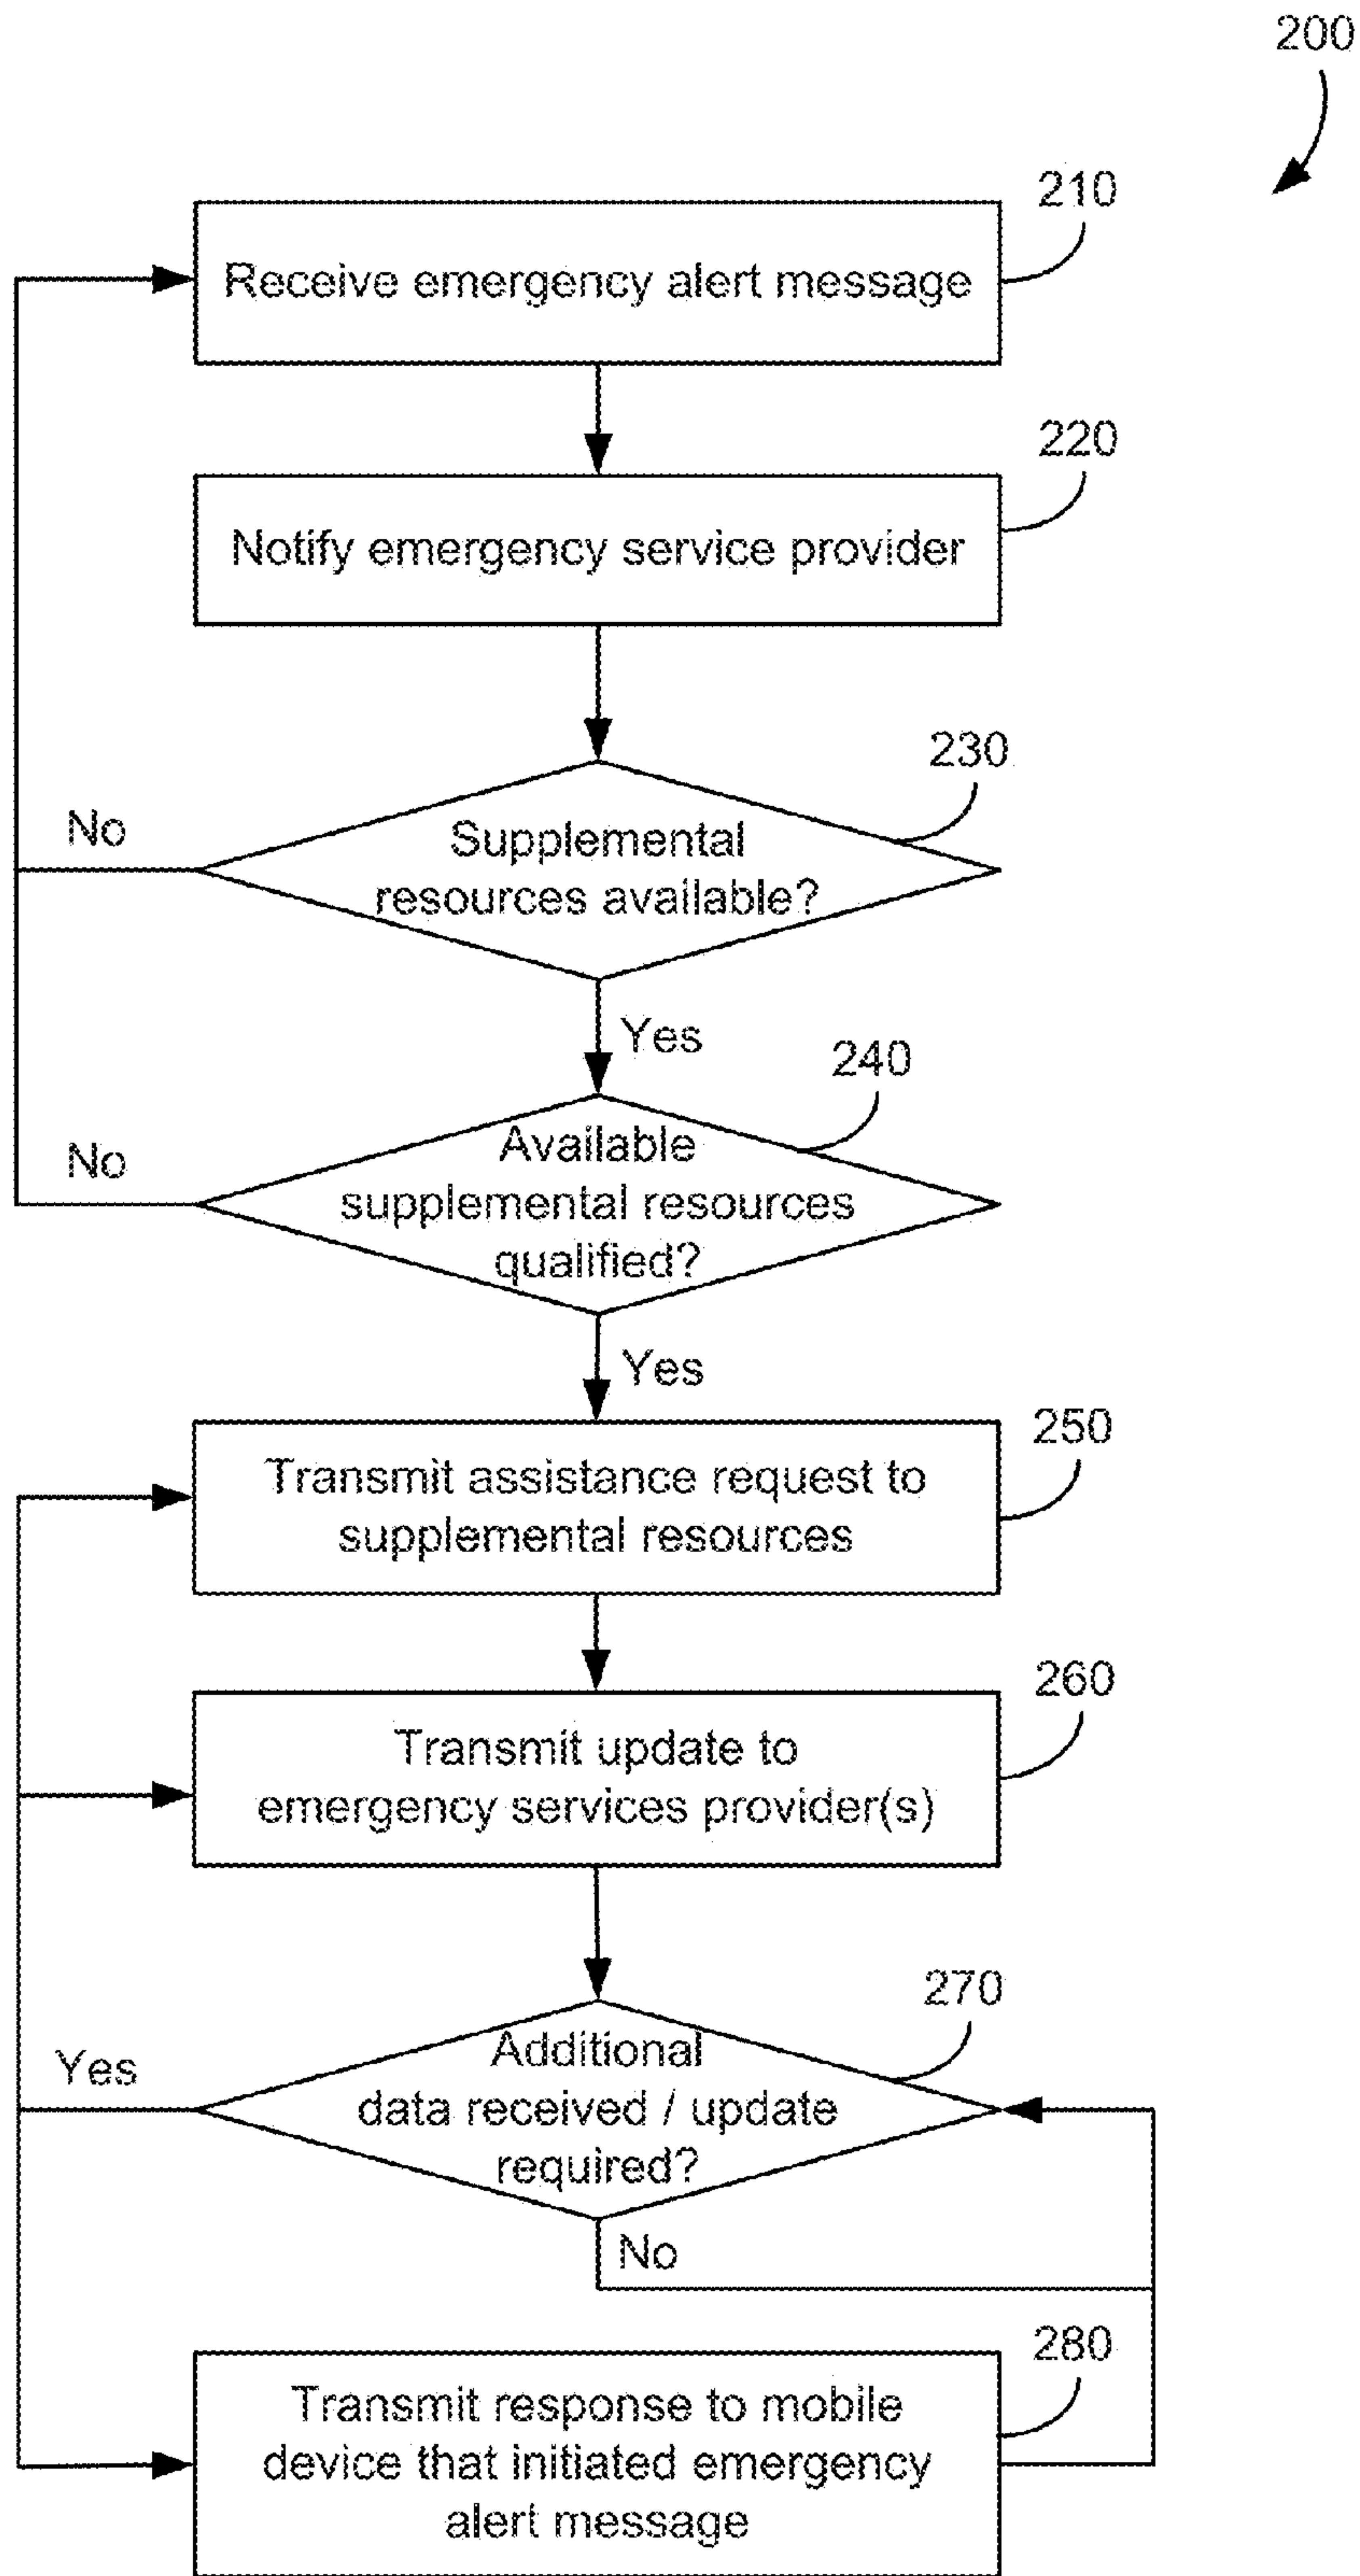 200
210
Receive emergency alert message
220
Notify emergency service provider
230
No
Supplemental
resources available?
Yes
240
No
Available
supplemental resources
qualified?
Yes
250
Transmit assistance request to
supplemental resources
260
Transmit update to
emergency services provider(s)
270
Yes
Additional
data received / update
required?
No
280
Transmit response to mobile
device that initiated emergency
alert message